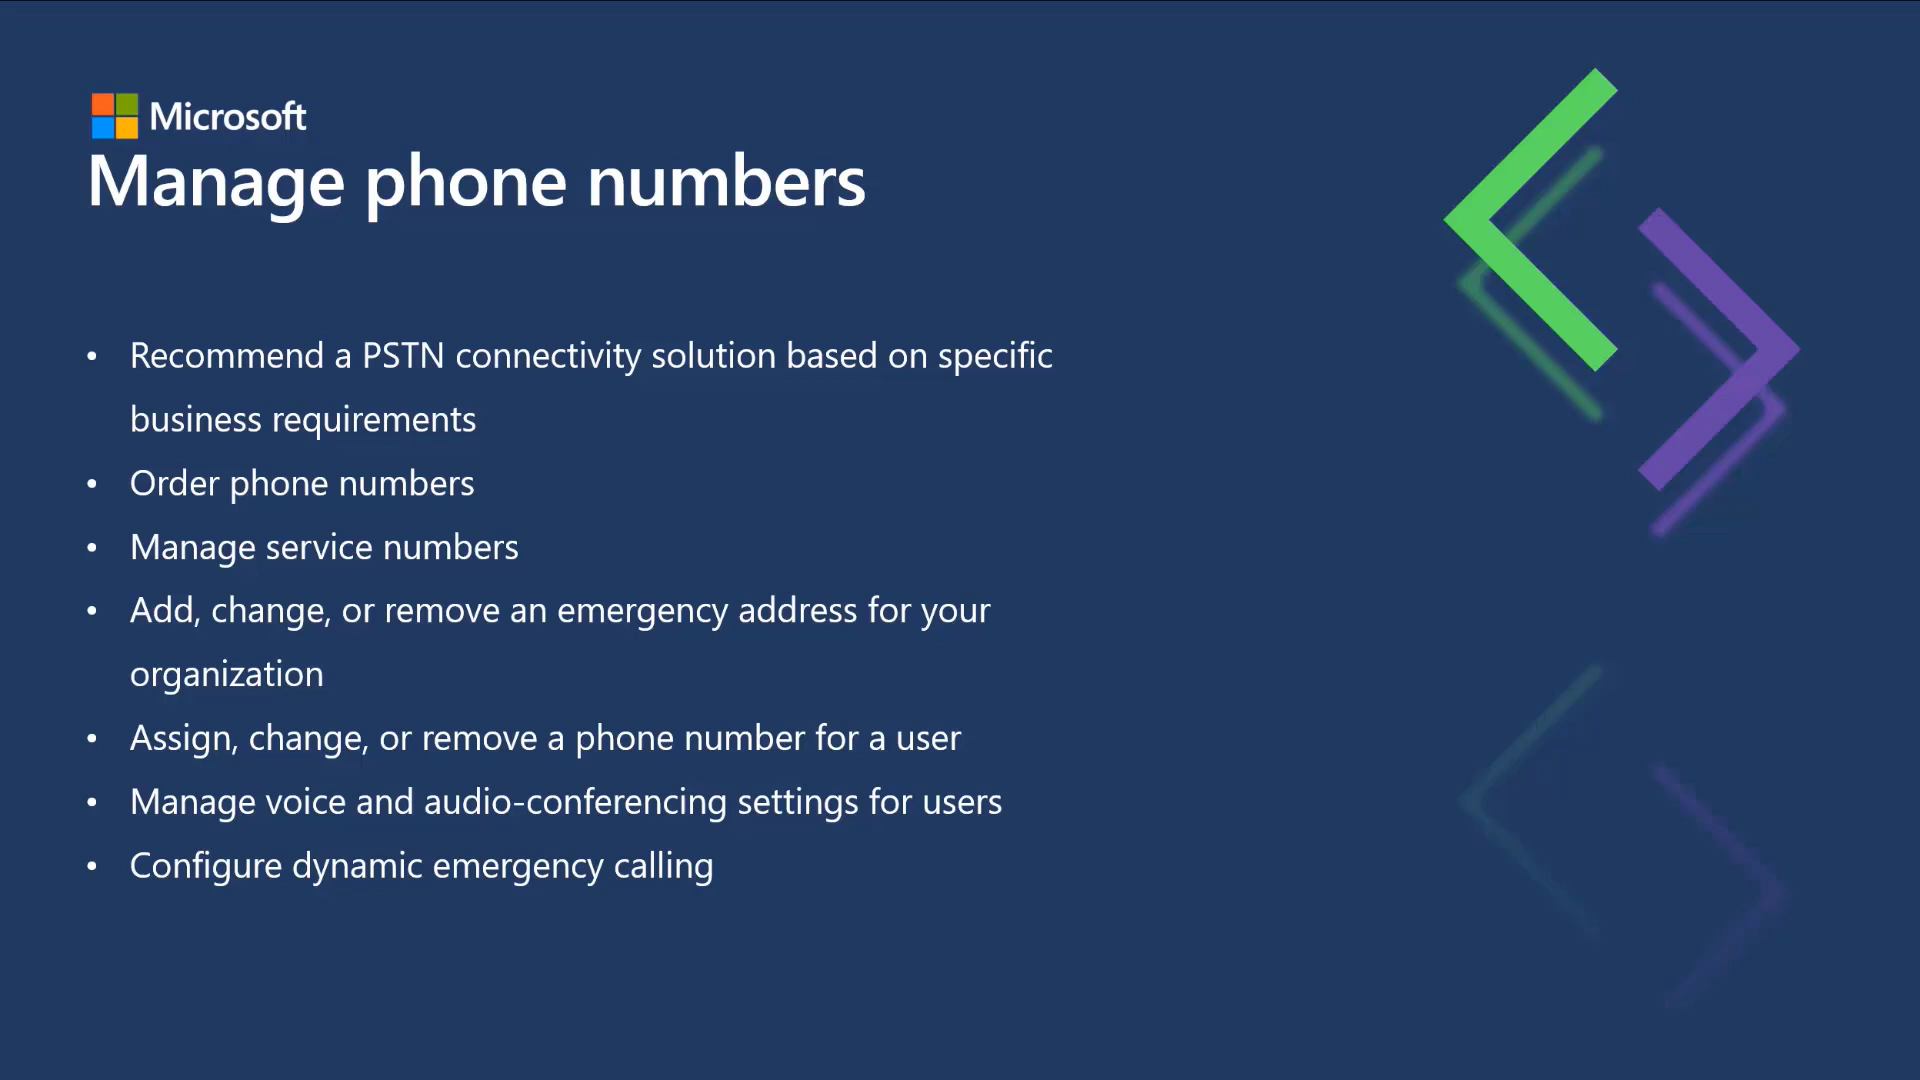 Microsoft
Manage phone numbers
• Recommend a PSTN connectivity solution based on specific
business requirements
• Order phone numbers
• Manage service numbers
• Add, change, or remove an emergency address for your
organization
• Assign, change, or remove a phone number for a user
• Manage voice and audio-conferencing settings for users
• Configure dynamic emergency calling